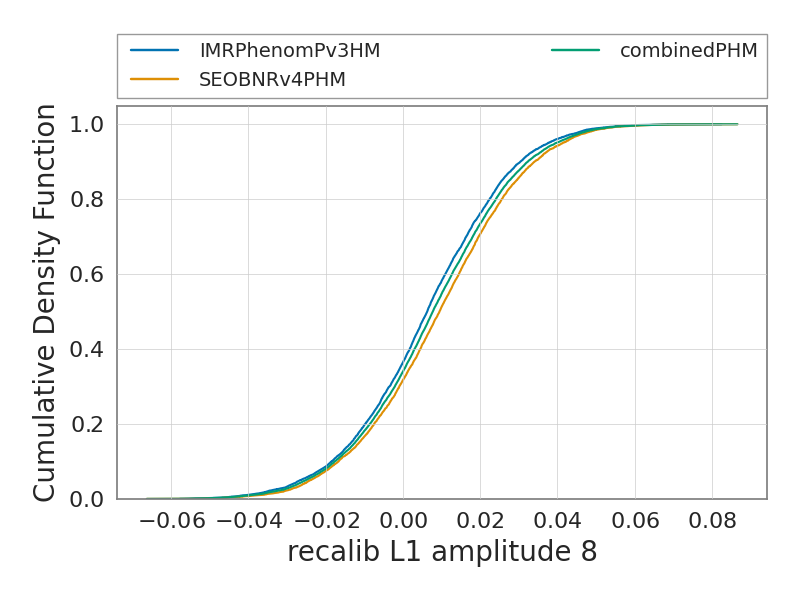 IMRPhenomPv3HM
SEOBNRv4PHM
combinedPHM
Cumulative Density Function
1.0
0.8
0.6
0.4
0.2
0.0
−0.06 −0.04 −0.02 0.00 0.02 0.04 0.06 0.08
recalib L1 amplitude 8